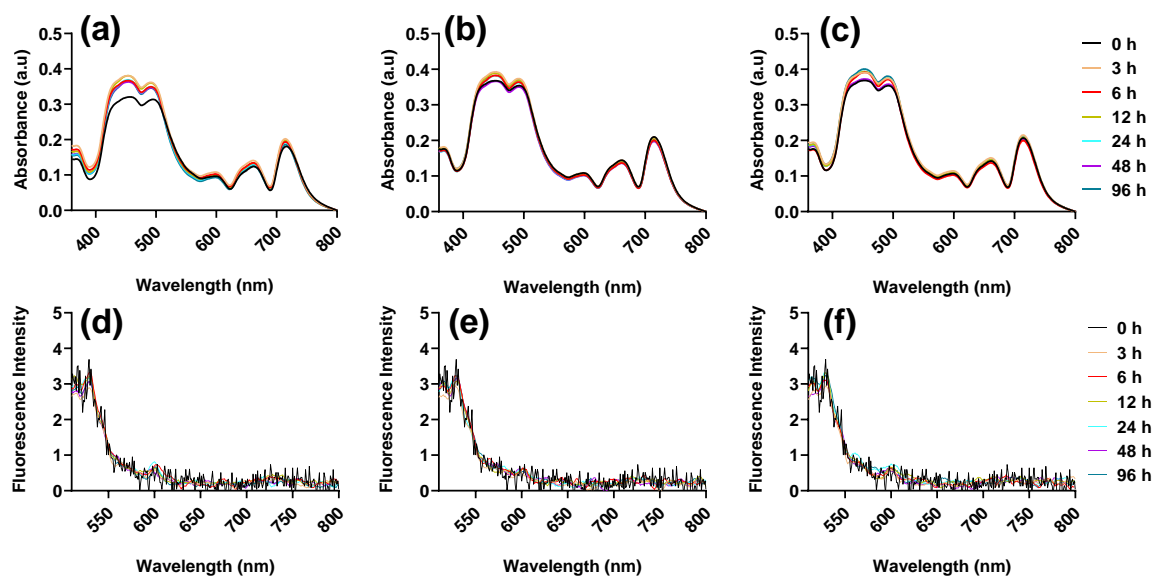 (a)
Absorbance (a.u)
0.5
0.4
0.3
0.2
0.1
0.0
400
500
600
700
800
Wavelength (nm)
(b)
Absorbance (a.u)
0.5
0.4
0.3
0.2
0.1
0.0
400
500
600
700
800
Wavelength (nm)
(c)
Absorbance (a.u)
0.5
0.4
0.3
0.2
0.1
0.0
400
500
600
700
800
Wavelength (nm)
0 h
3 h
6 h
12 h
24 h
48 h
96 h
(d)
Fluorescence Intensity
5
4
3
2
1
0
550
600
650
700
750
800
Wavelength (nm)
(e)
Fluorescence Intensity
5
4
3
2
1
0
550
600
650
700
750
800
Wavelength (nm)
(f)
Fluorescence Intensity
5
4
3
2
1
0
550
600
650
700
750
800
Wavelength (nm)
0 h
3 h
6 h
12 h
24 h
48 h
96 h